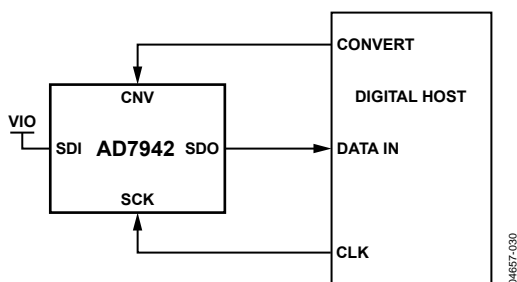 CONVERT
CNV
DIGITAL HOST
VIO
SDI AD7942 SDO
DATA IN
SCK
CLK
04657-030